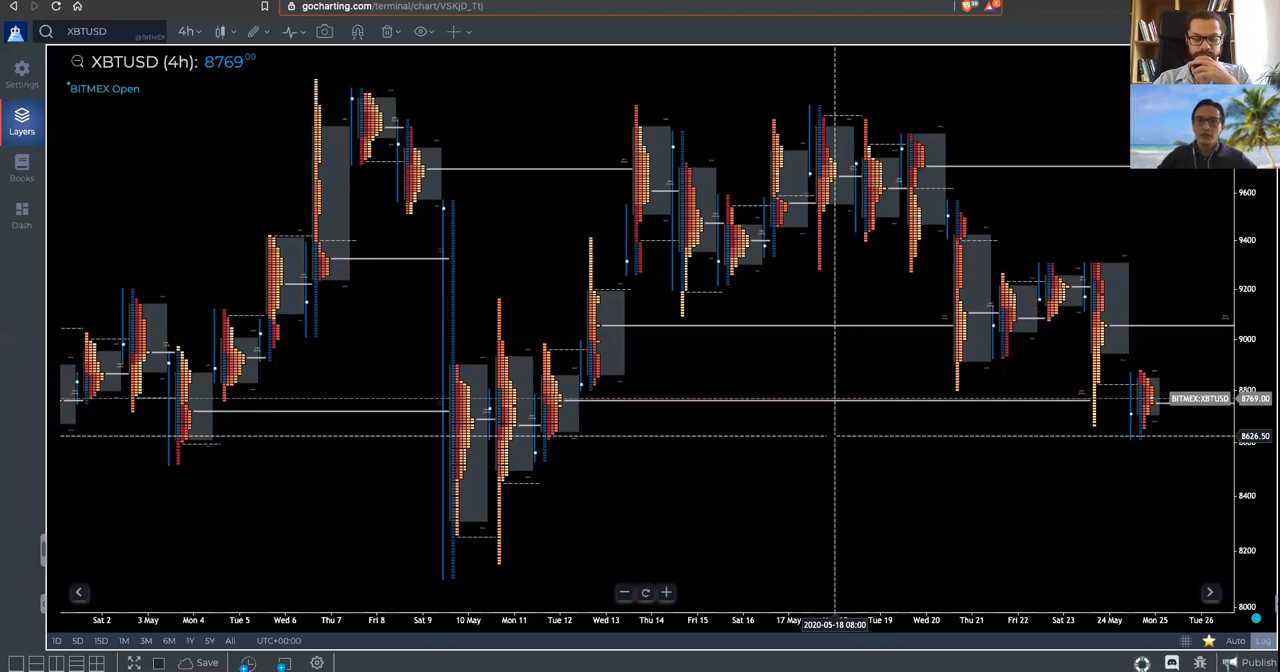 gocharting.com/terminal/chart/VSKjD_Ttj
XBTUSD @BITMEX 4h
XBTUSD (4h): 8769.00
BITMEX Open
Settings
Layers
Books
Dash
9600
9400
9200
9000
8800
BITMEX:XBTUSD 8769.00
8626.50
8400
8200
8000
Sat 2 3 May Mon 4 Tue 5 Wed 6 Thu 7 Fri 8 Sat 9 10 May Mon 11 Tue 12 Wed 13 Thu 14 Fri 15 Sat 16 17 May Tue 19 Wed 20 Thu 21 Fri 22 Sat 23 24 May Mon 25 Tue 26
2020-05-18 08:00
1D 5D 15D 1M 3M 6M 1Y 5Y All UTC+00:00 Auto Log
Save Publish